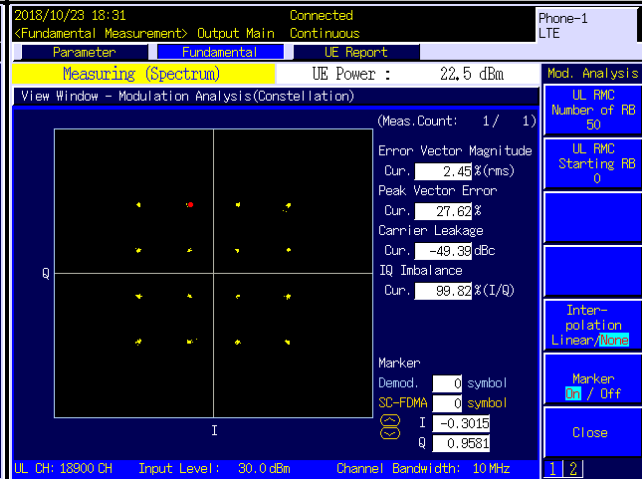 2018/10/23 18:31 Connected Phone-1
<Fundamental Measurement> Output Main Continuous LTE
Parameter Fundamental UE Report
Measuring (Spectrum) UE Power : 22.5 dBm Mod. Analysis
View Window - Modulation Analysis(Constellation)
(Meas.Count: 1/ 1)
Error Vector Magnitude
Cur. 2.45 %(rms)
Peak Vector Error
Cur. 27.62 %
Carrier Leakage
Cur. -49.39 dBc
IQ Imbalance
Cur. 99.82 %(I/Q)
Q
I
Marker
Demod. 0 symbol
SC-FDMA 0 symbol
I -0.3015
Q 0.9581
UL RMC
Number of RB
50
UL RMC
Starting RB
0
Inter-
polation
Linear/None
Marker
On / Off
Close
UL CH: 18900 CH Input Level: 30.0 dBm Channel Bandwidth: 10 MHz 1 2